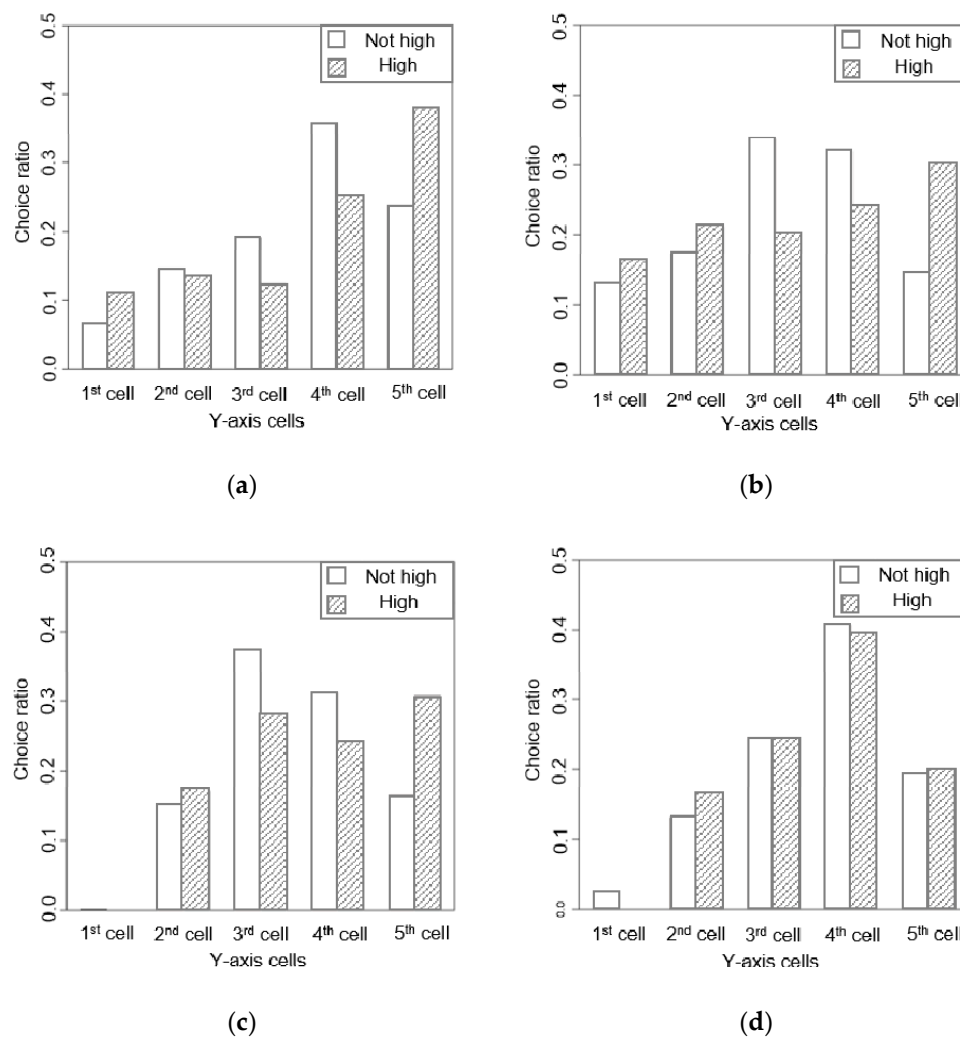 0.5
Not high
High
0.4
0.3
Choice ratio
0.2
0.1
0.0
1st cell 2nd cell 3rd cell 4th cell 5th cell
Y-axis cells
(a)
0.5
Not high
High
0.4
0.3
Choice ratio
0.2
0.1
0.0
1st cell 2nd cell 3rd cell 4th cell 5th cell
Y-axis cells
(b)
0.5
Not high
High
0.4
0.3
Choice ratio
0.2
0.1
0.0
1st cell 2nd cell 3rd cell 4th cell 5th cell
Y-axis cells
(c)
0.5
Not high
High
0.4
0.3
Choice ratio
0.2
0.1
0.0
1st cell 2nd cell 3rd cell 4th cell 5th cell
Y-axis cells
(d)